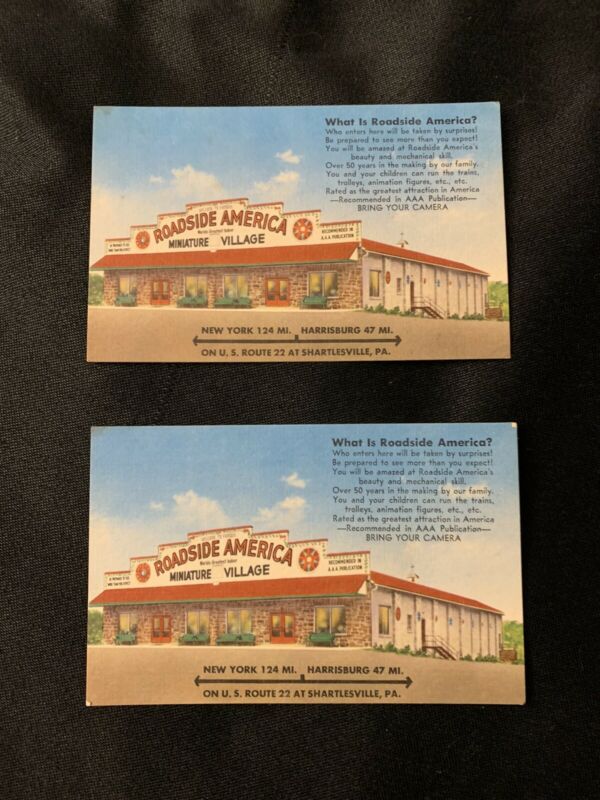 What Is Roadside America?
Who enters here will be taken by surprises!
Be prepared to see more than you expect!
You will be amazed at Roadside America's
beauty and mechanical skill.
Over 50 years in the making by our family.
You and your children can run the trains,
trolleys, animation figures, etc., etc.
Rated as the greatest attraction in America
—Recommended in AAA Publication—
BRING YOUR CAMERA
ROADSIDE AMERICA
World's Greatest Indoor
MINIATURE VILLAGE
RECOMMENDED IN
A.A.A. PUBLICATION
NEW YORK 124 MI. HARRISBURG 47 MI.
ON U. S. ROUTE 22 AT SHARTLESVILLE, PA.
What Is Roadside America?
Who enters here will be taken by surprises!
Be prepared to see more than you expect!
You will be amazed at Roadside America's
beauty and mechanical skill.
Over 50 years in the making by our family.
You and your children can run the trains,
trolleys, animation figures, etc., etc.
Rated as the greatest attraction in America
—Recommended in AAA Publication—
BRING YOUR CAMERA
ROADSIDE AMERICA
World's Greatest Indoor
MINIATURE VILLAGE
RECOMMENDED IN
A.A.A. PUBLICATION
NEW YORK 124 MI. HARRISBURG 47 MI.
ON U. S. ROUTE 22 AT SHARTLESVILLE, PA.